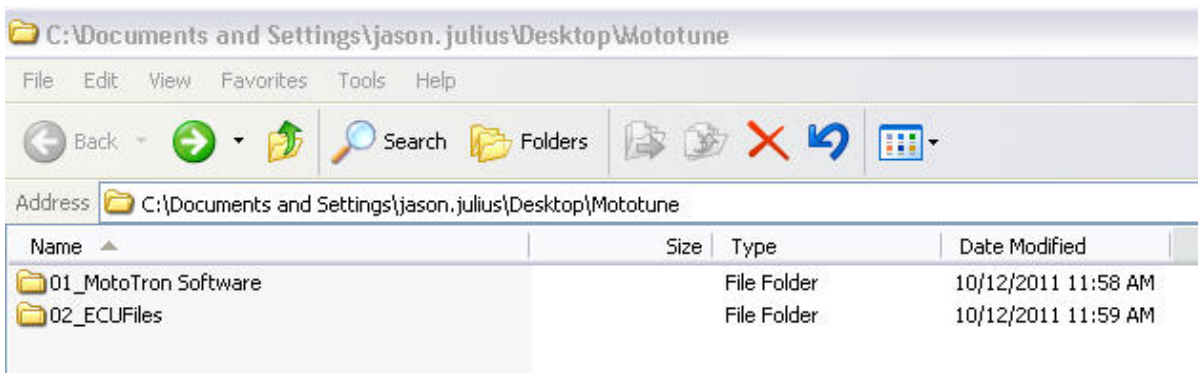 C:\Documents and Settings\jason.julius\Desktop\Mototune
File Edit View Favorites Tools Help
Back Search Folders
Address C:\Documents and Settings\jason.julius\Desktop\Mototune
Name Size Type Date Modified
01_MotoTron Software File Folder 10/12/2011 11:58 AM
02_ECUFiles File Folder 10/12/2011 11:59 AM